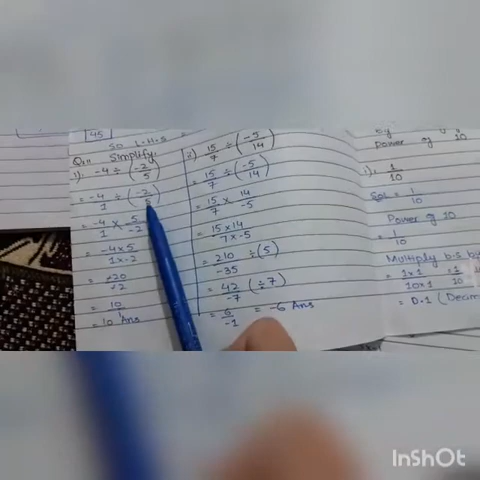 45
SO L.H.S
Q:11 Simplify.
1) -4 ÷ (-2/5)
= -4/1 ÷ (-2/5)
= -4/1 × 5/-2
= -4×5/1×-2
= -20/-2
= 10/1
= 10 Ans
2) 15/7 ÷ (-5/14)
= 15/7 ÷ (-5/14)
= 15/7 × 14/-5
= 15×14/7×-5
= 210/-35 ÷(5)
= 42/-7 (÷7)
= 6/-1 = -6 Ans
By
Power of
1). 1/10
Sol = 1/10
Power of 10
= 1/10
Multiply b.s by
= 1×1/10×1
= 0.1 (Decim
InShOt